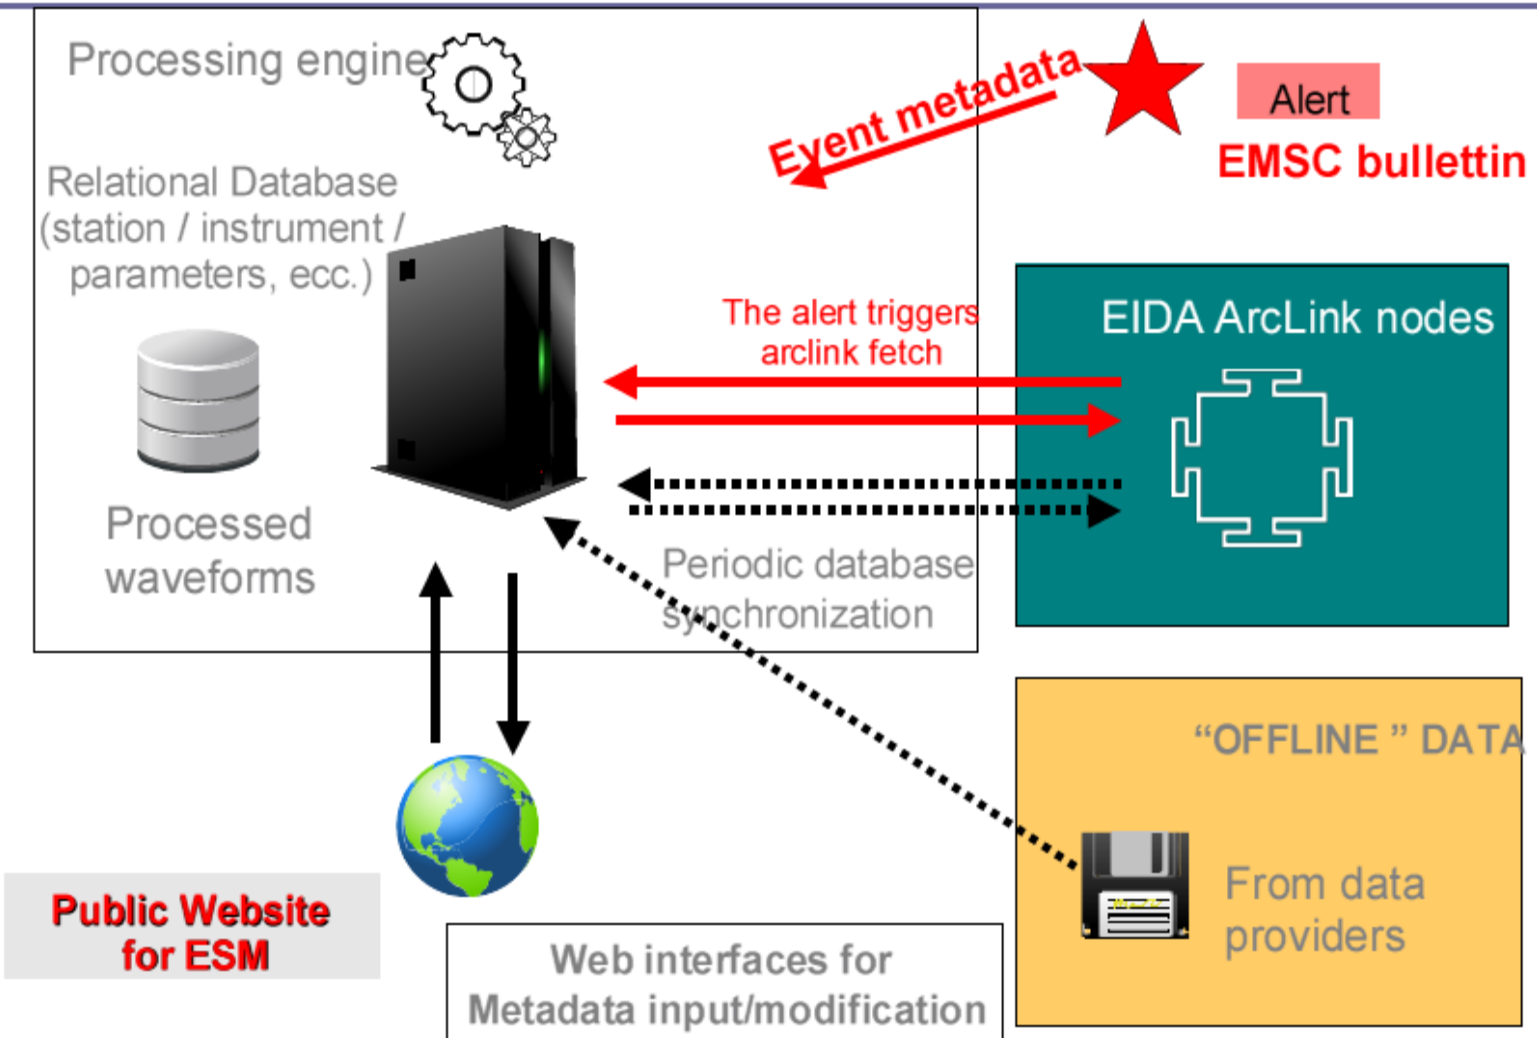 Processing engine
Event metadata
Alert
EMSC bullettin
Relational Database
(station / instrument /
parameters, ecc.)
The alert triggers
arclink fetch
EIDA ArcLink nodes
Processed
waveforms
Periodic database
synchronization
“OFFLINE ” DATA
From data
providers
Public Website
for ESM
Web interfaces for
Metadata input/modification